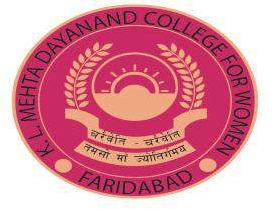 K. L. MEHTA DAYANAND COLLEGE FOR WOMEN
चरैवेति - चरैवेति
तमसो मां ज्योतिर्गमय
FARIDABAD